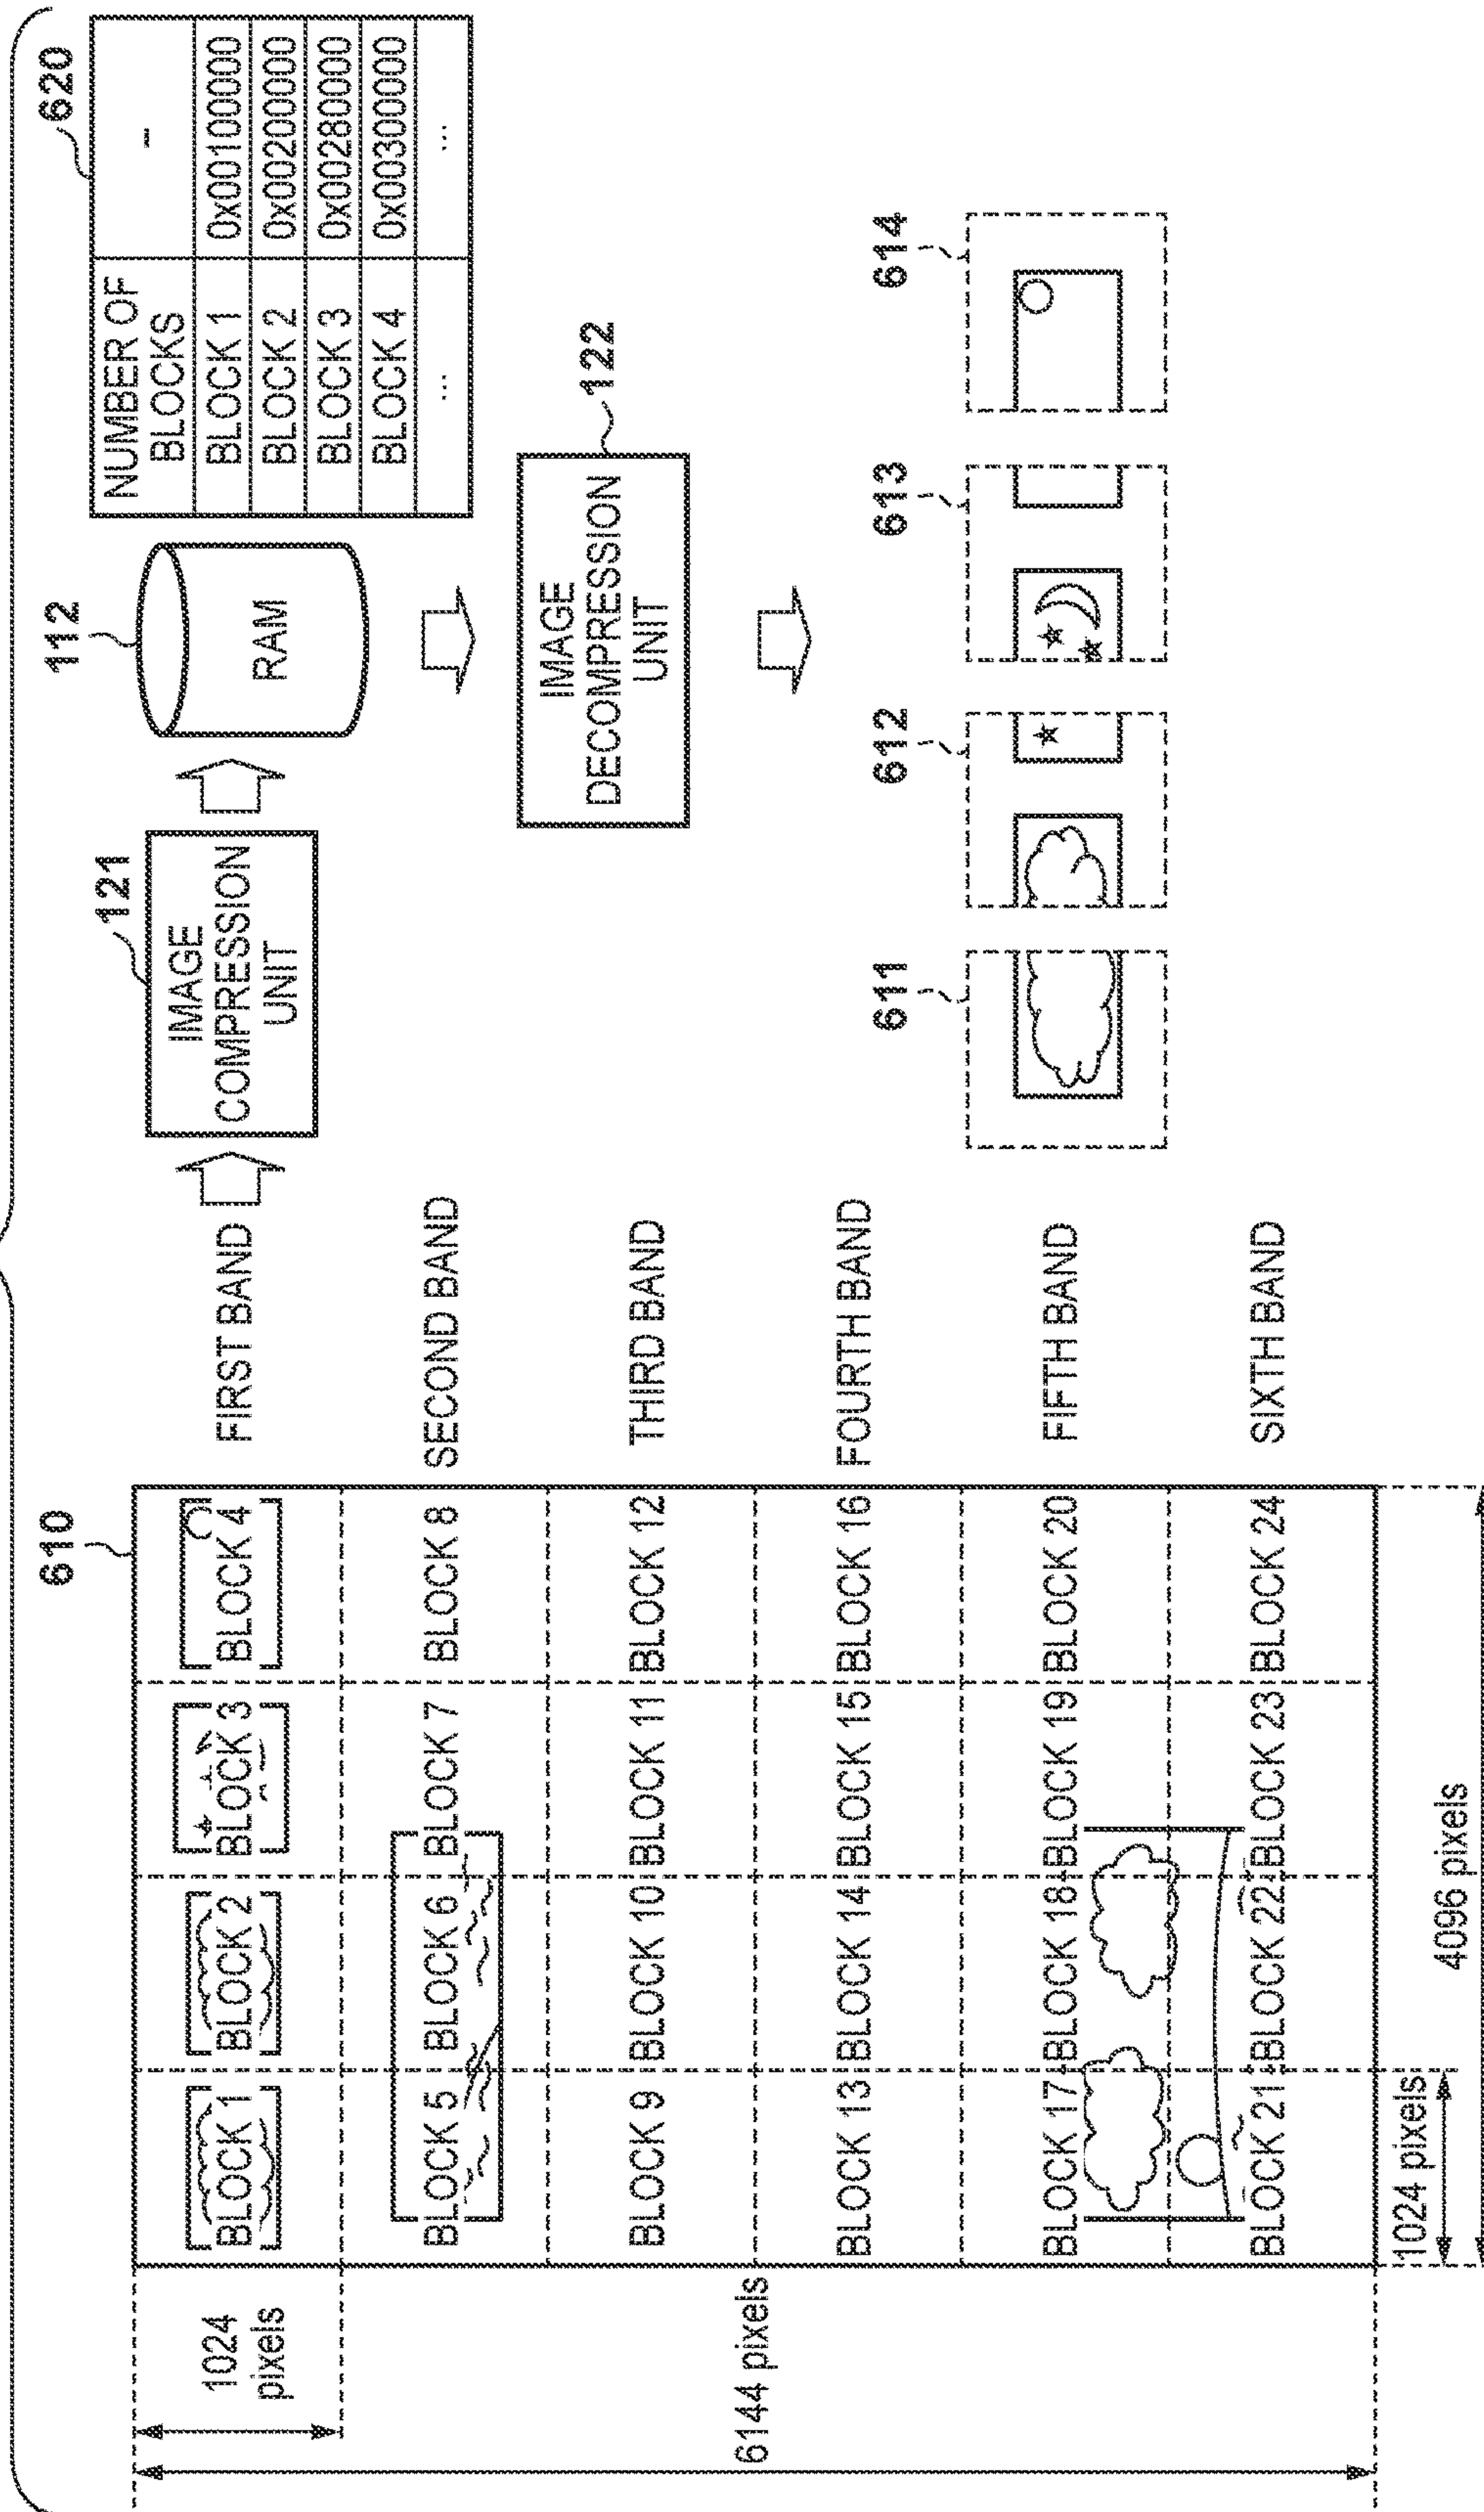 610
1024
pixels
6144 pixels
BLOCK 1
BLOCK 2
BLOCK 3
BLOCK 4
BLOCK 5
BLOCK 6
BLOCK 7
BLOCK 8
BLOCK 9
BLOCK 10
BLOCK 11
BLOCK 12
BLOCK 13
BLOCK 14
BLOCK 15
BLOCK 16
BLOCK 17
BLOCK 18
BLOCK 19
BLOCK 20
BLOCK 21
BLOCK 22
BLOCK 23
BLOCK 24
1024 pixels
4096 pixels
FIRST BAND
SECOND BAND
THIRD BAND
FOURTH BAND
FIFTH BAND
SIXTH BAND
121
IMAGE
COMPRESSION
UNIT
112
RAM
620
NUMBER OF
BLOCKS
–
BLOCK 1 0x00100000
BLOCK 2 0x00200000
BLOCK 3 0x00280000
BLOCK 4 0x00300000
... ...
IMAGE
DECOMPRESSION
UNIT
122
611
612
613
614